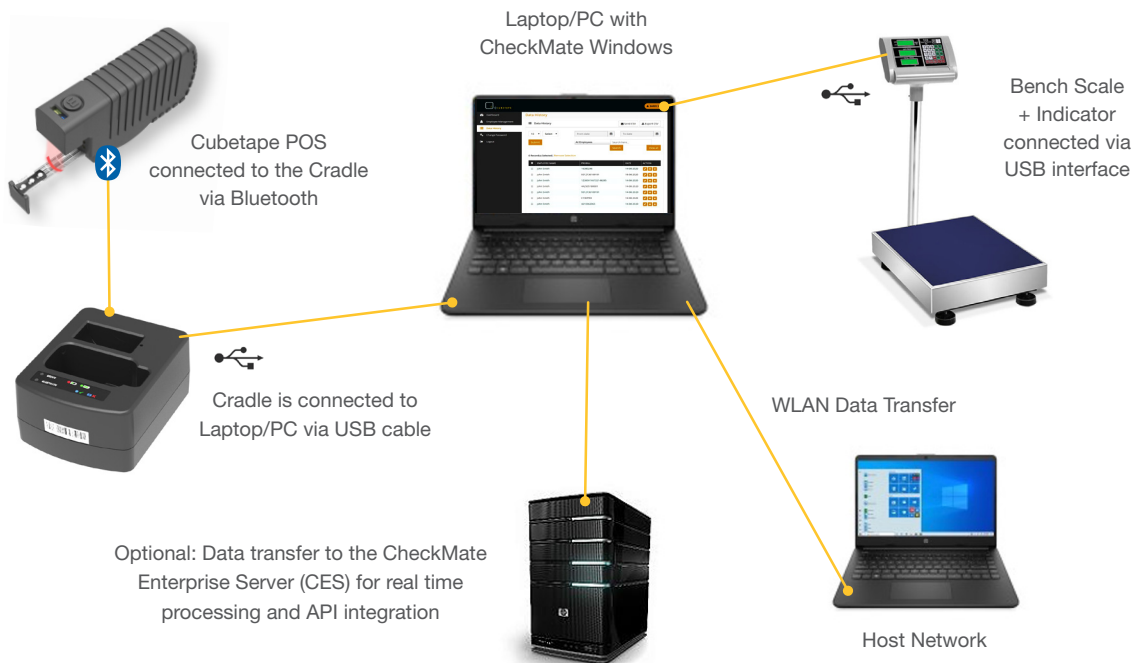 Laptop/PC with
CheckMate Windows
Cubetape POS
connected to the Cradle
via Bluetooth
Bench Scale
+ Indicator
connected via
USB interface
Cradle is connected to
Laptop/PC via USB cable
WLAN Data Transfer
Optional: Data transfer to the CheckMate
Enterprise Server (CES) for real time
processing and API integration
Host Network